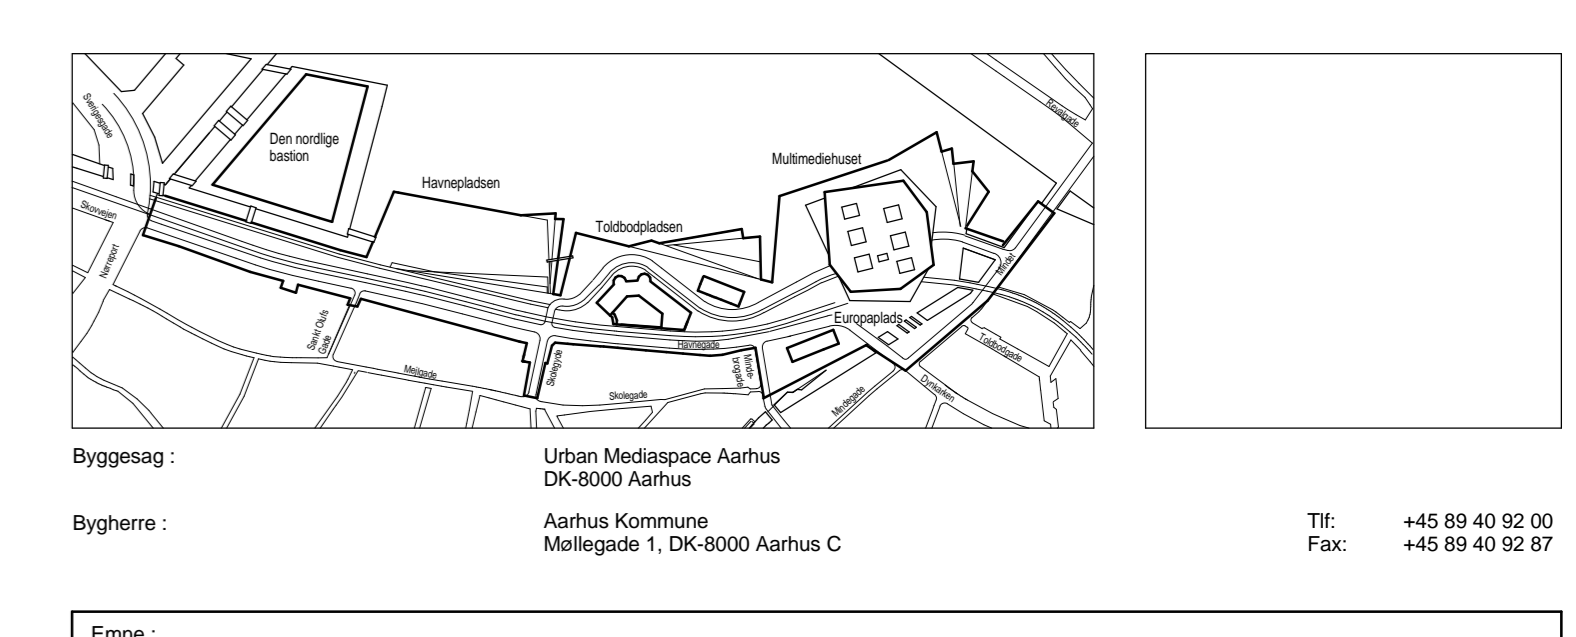 Sverigesgade
Den nordlige
bastion
Skovvejen
Nørreport
Havnepladsen
Toldbodpladsen
Multimediehuset
Revalgade
Mindet
Europaplads
Sankt Olufs
Gade
Mejlgade
Skolegyde
Havnegade
Skolegade
Minde-
brogade
Mindegade
Dynkarken
Toldbodgade
Byggesag :
Urban Mediaspace Aarhus
DK-8000 Aarhus
Bygherre :
Aarhus Kommune
Møllegade 1, DK-8000 Aarhus C
Tlf: +45 89 40 92 00
Fax: +45 89 40 92 87
Emne :